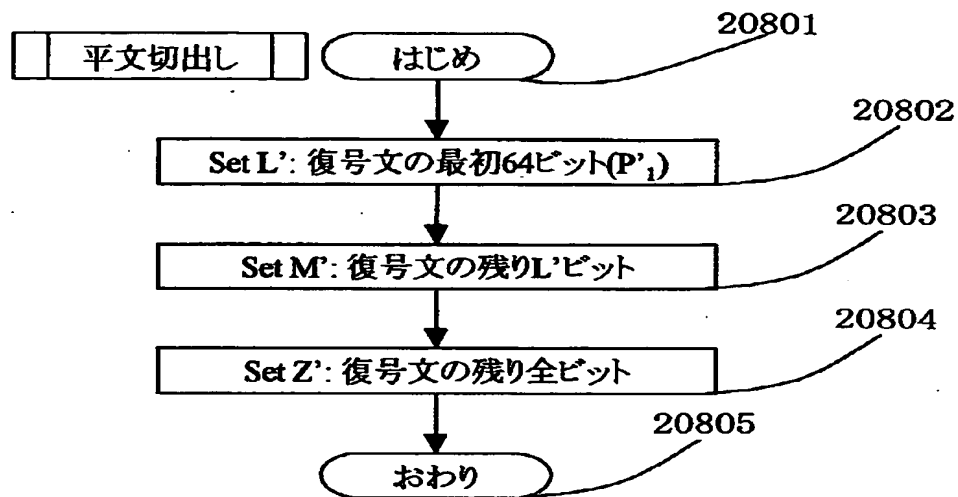 20801
平文切出し
はじめ
20802
Set L’: 復号文の最初64ビット(P’₁)
20803
Set M’: 復号文の残りL’ビット
20804
Set Z’: 復号文の残り全ビット
20805
おわり